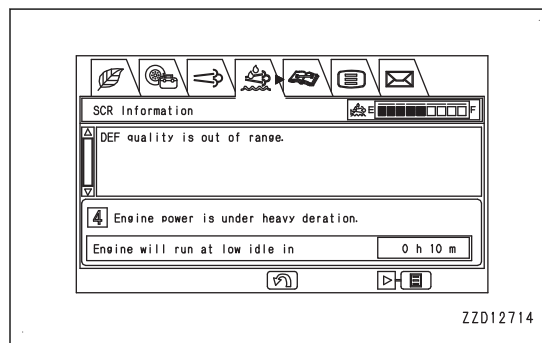 SCR Information
E F
DEF quality is out of range.
4 Engine power is under heavy deration.
Engine will run at low idle in 0 h 10 m
ZZD12714